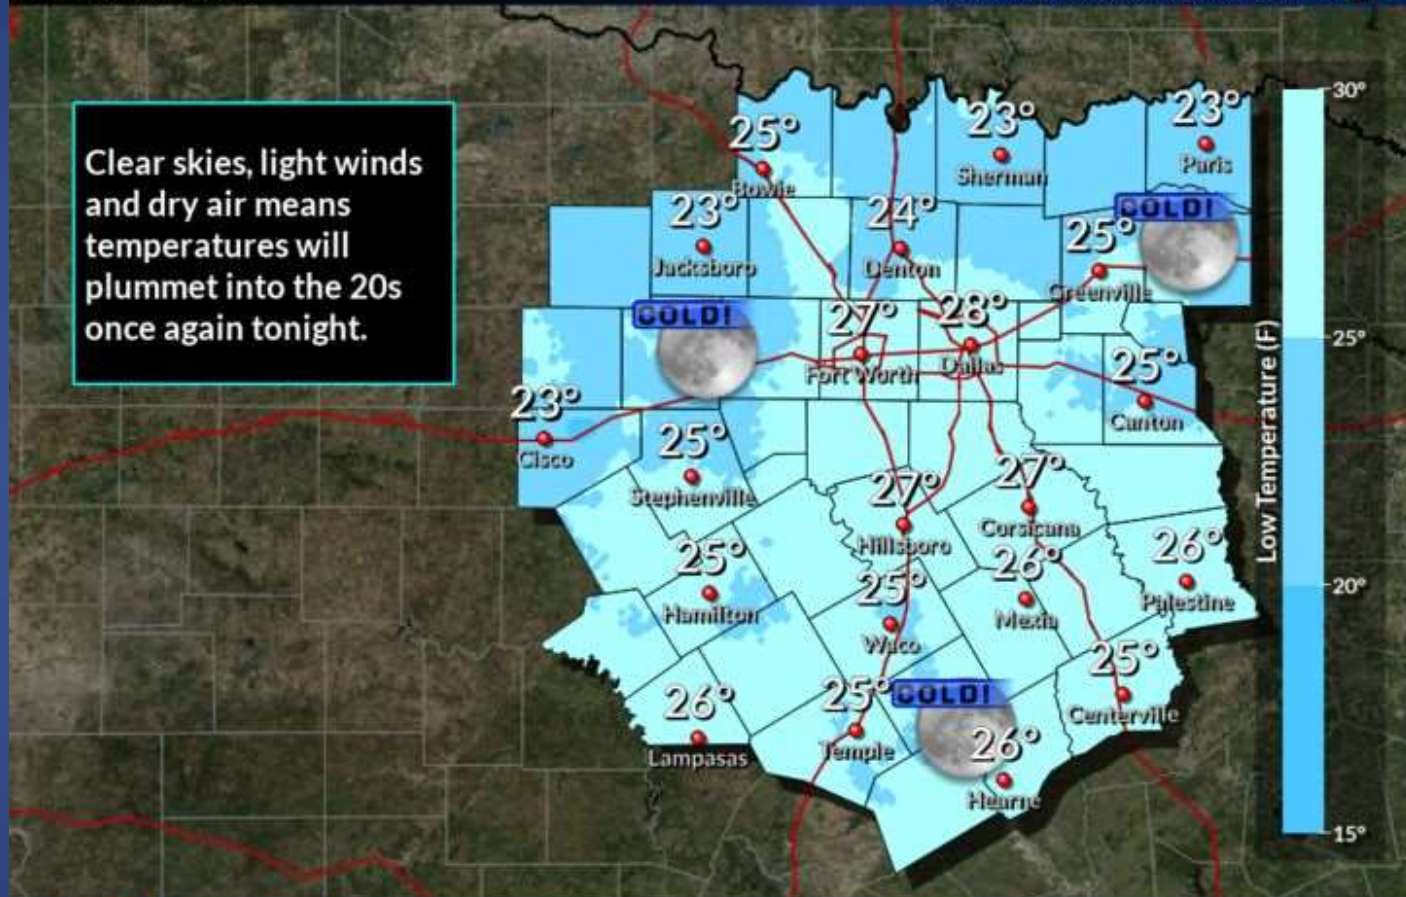 Clear skies, light winds
and dry air means
temperatures will
plummet into the 20s
once again tonight.
25°
Bowie
23°
Sherman
23°
Paris
COLD!
23°
Jacksboro
24°
Denton
25°
Greenville
COLD!
27°
Fort Worth
28°
Dallas
25°
Canton
23°
Cisco
25°
Stephenville
27°
Hillsboro
27°
Corsicana
25°
Hamilton
25°
Waco
26°
Mexia
26°
Palestine
26°
Lampasas
25°
Temple
COLD!
26°
Hearne
25°
Centerville
30°
25°
20°
15°
Low Temperature (F)